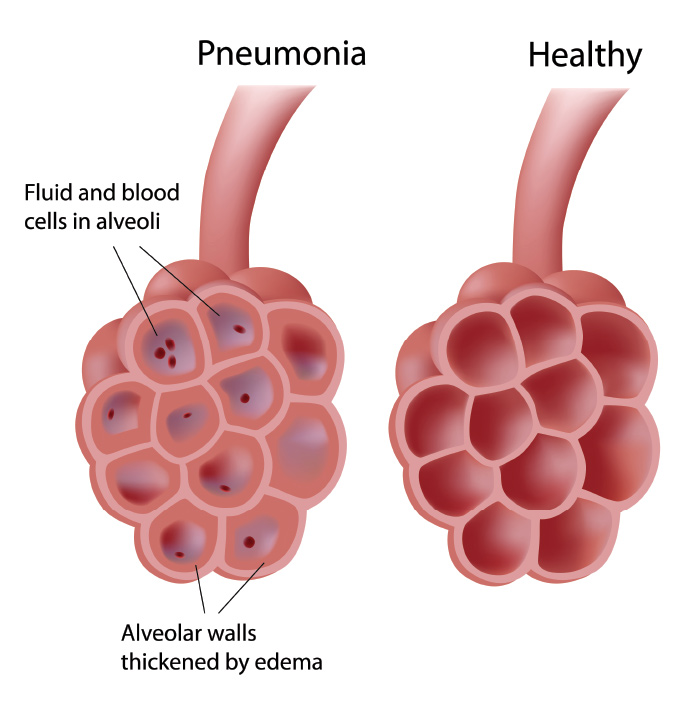 Pneumonia
Healthy
Fluid and blood
cells in alveoli
Alveolar walls
thickened by edema